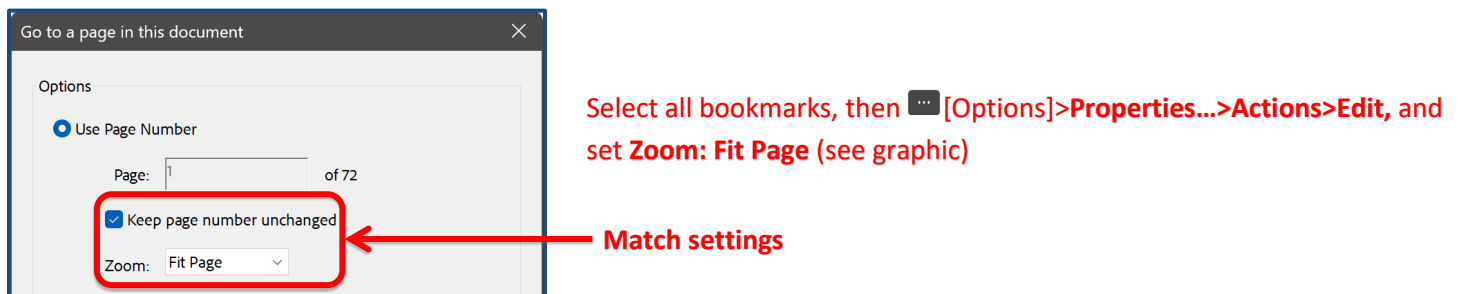 Go to a page in this document
Options
Use Page Number
Page: 1 of 72
Keep page number unchanged
Zoom: Fit Page
Select all bookmarks, then ... [Options]>Properties...>Actions>Edit, and
set Zoom: Fit Page (see graphic)
Match settings